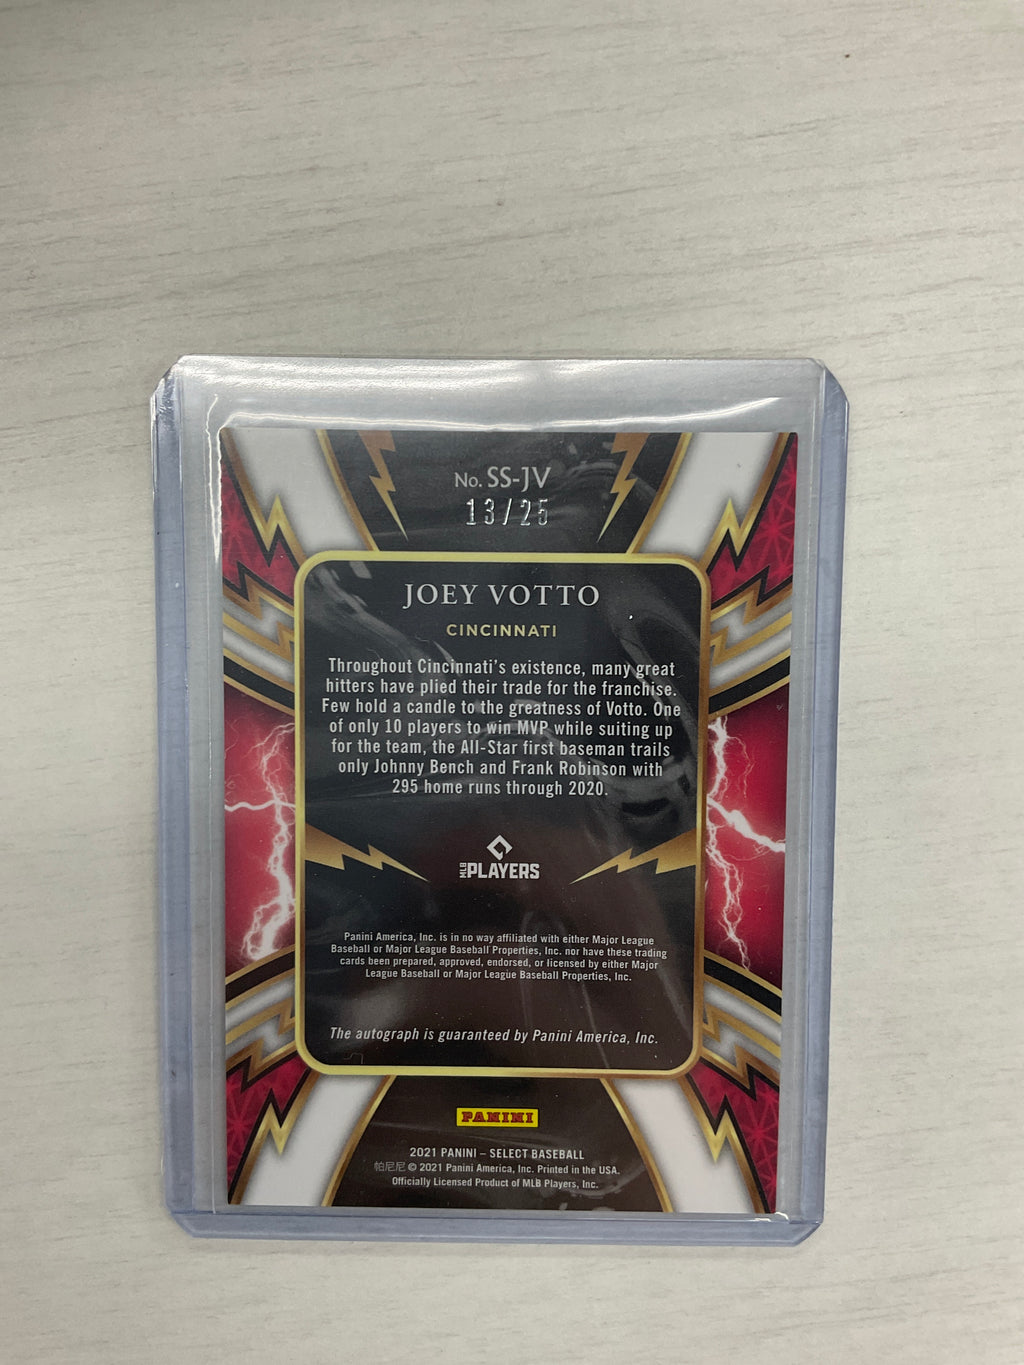 No. SS-JV
13/25
JOEY VOTTO
CINCINNATI
Throughout Cincinnati's existence, many great
hitters have plied their trade for the franchise.
Few hold a candle to the greatness of Votto. One
of only 10 players to win MVP while suiting up
for the team, the All-Star first baseman trails
only Johnny Bench and Frank Robinson with
295 home runs through 2020.
MLB PLAYERS
Panini America, Inc. is in no way affiliated with either Major League
Baseball or Major League Baseball Properties, Inc. nor have these trading
cards been prepared, approved, endorsed, or licensed by either Major
League Baseball or Major League Baseball Properties, Inc.
The autograph is guaranteed by Panini America, Inc.
PANINI
2021 PANINI – SELECT BASEBALL
帕尼尼 © 2021 Panini America, Inc. Printed in the USA.
Officially Licensed Product of MLB Players, Inc.